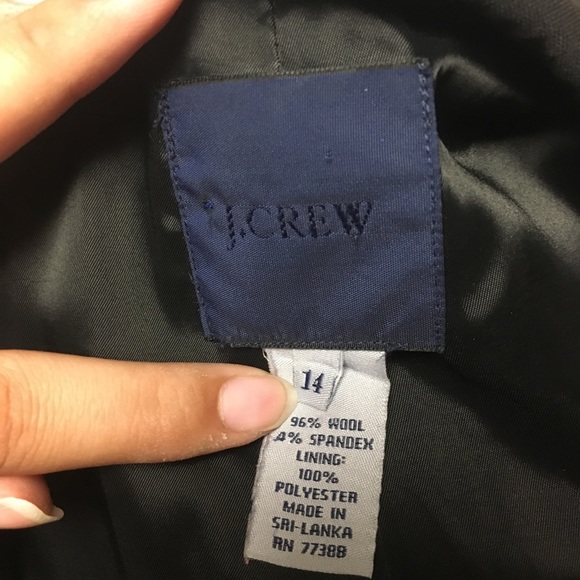 J.CREW
14
96% WOOL
4% SPANDEX
LINING:
100%
POLYESTER
MADE IN
SRI-LANKA
RN 77388